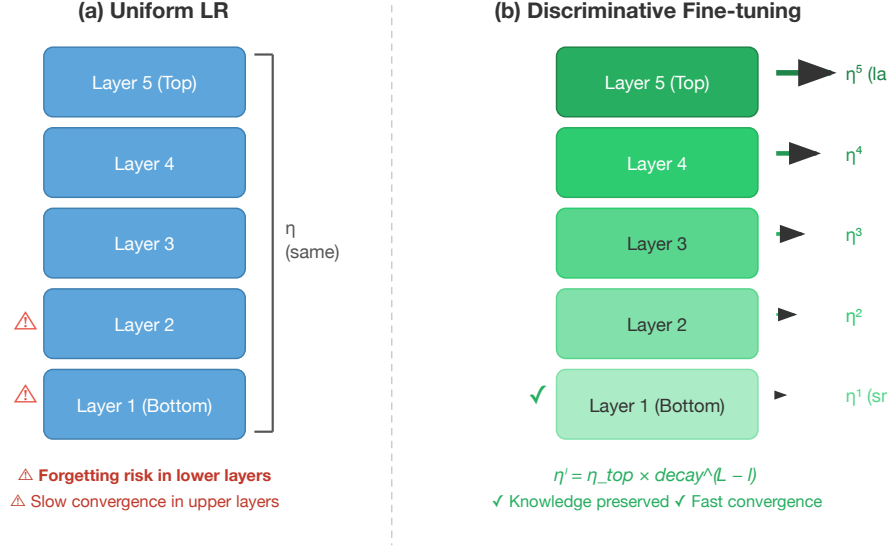 (a) Uniform LR
Layer 5 (Top)
Layer 4
Layer 3
Layer 2
Layer 1 (Bottom)
η
(same)
⚠ Forgetting risk in lower layers
⚠ Slow convergence in upper layers
(b) Discriminative Fine-tuning
Layer 5 (Top)
η⁵ (la
Layer 4
η⁴
Layer 3
η³
Layer 2
η²
✓ Layer 1 (Bottom)
η¹ (sr
ηˡ = η_top × decay^(L − l)
✓ Knowledge preserved ✓ Fast convergence